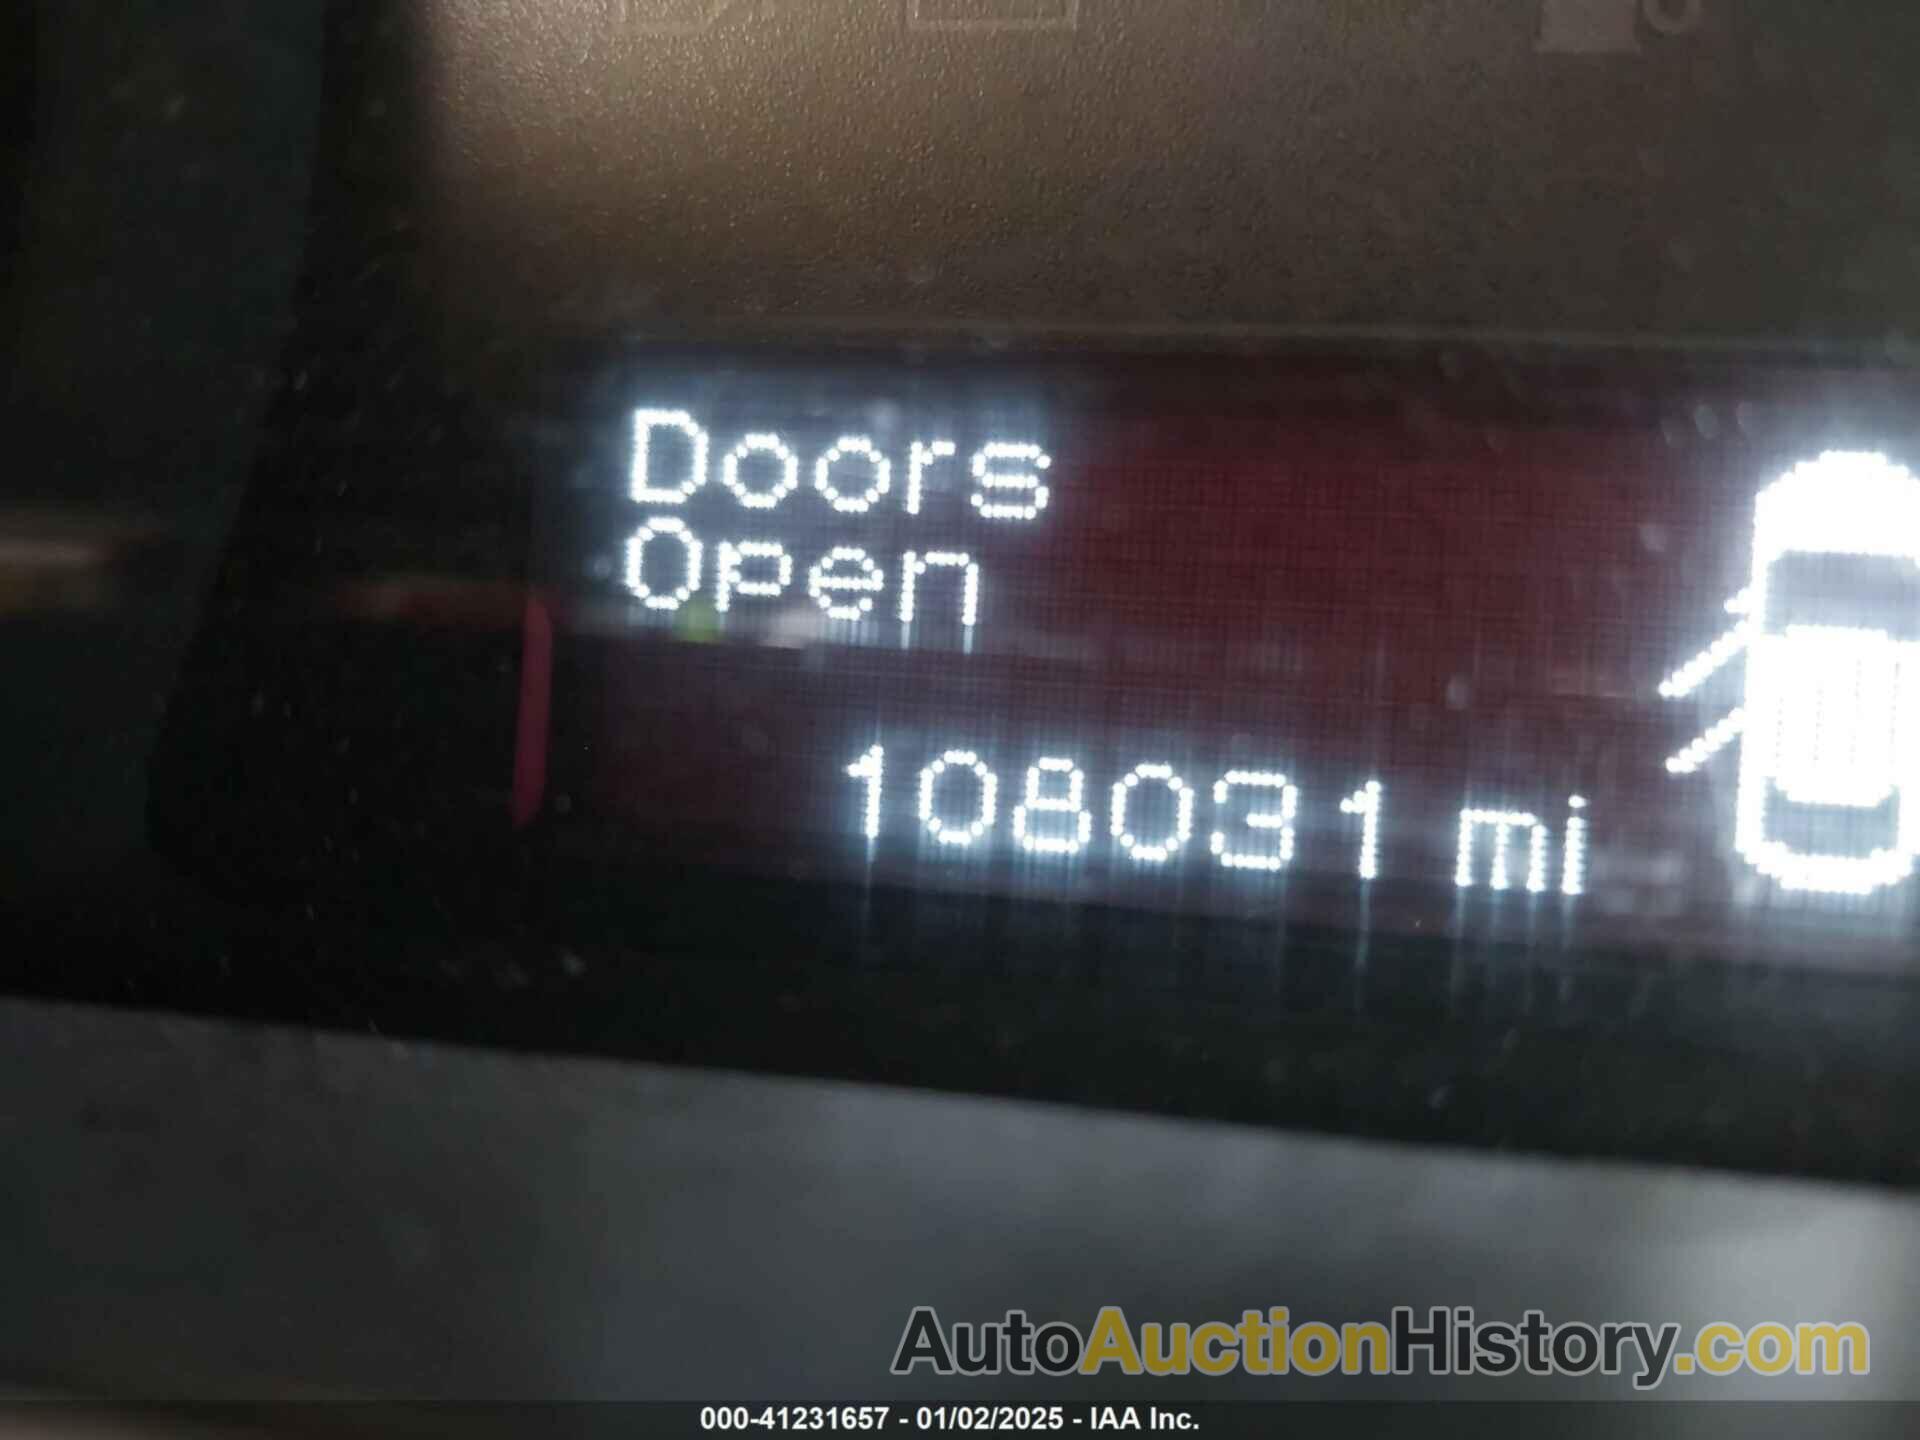 Doors
Open
108031 mi
AutoAuctionHistory.com
000-41231657 - 01/02/2025 - IAA Inc.